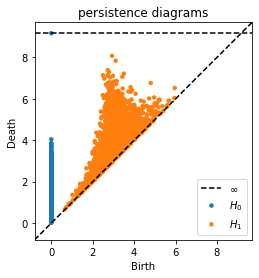 persistence diagrams
Death
8
6
4
2
0
∞
H₀
H₁
0 2 4 6 8
Birth